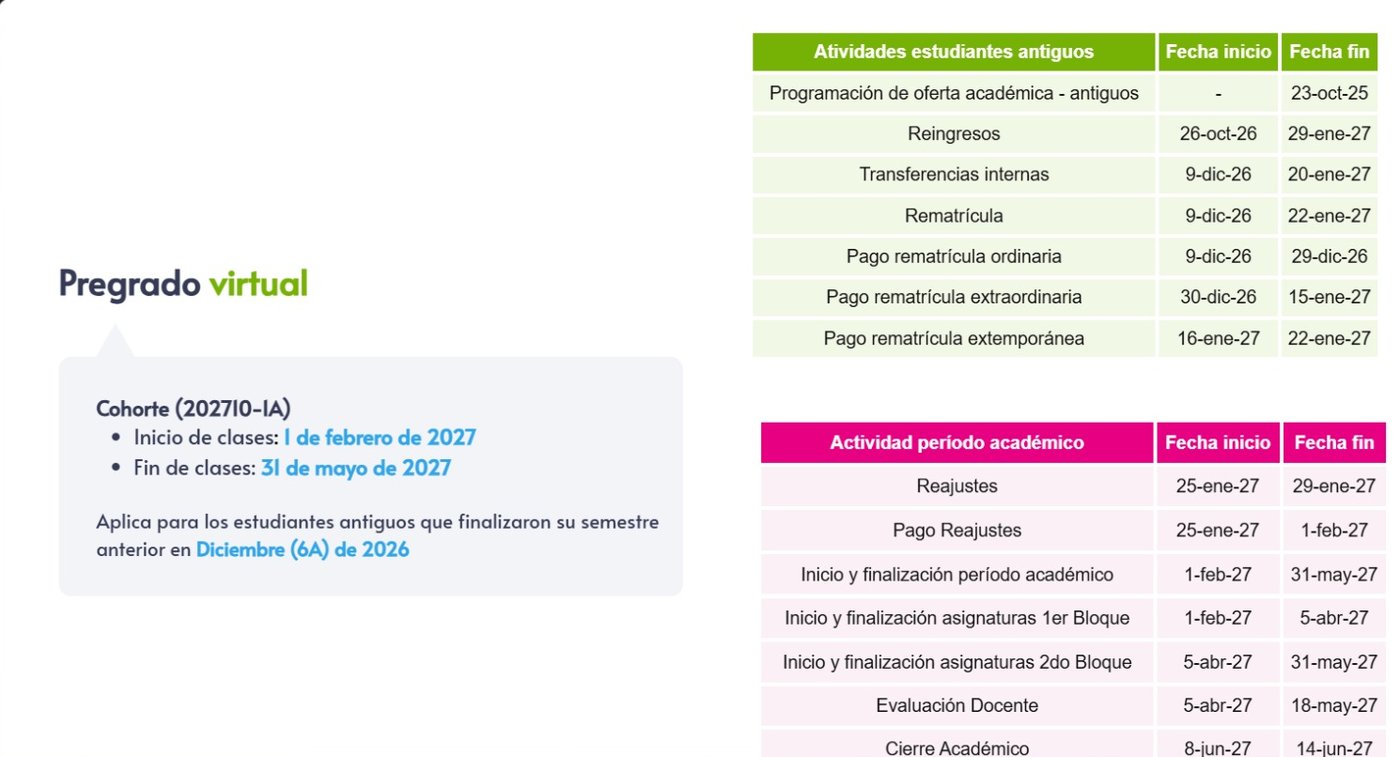 Pregrado virtual
Cohorte (202710-1A)
• Inicio de clases: 1 de febrero de 2027
• Fin de clases: 31 de mayo de 2027
Aplica para los estudiantes antiguos que finalizaron su semestre
anterior en Diciembre (6A) de 2026
Atividades estudiantes antiguos Fecha inicio Fecha fin
Programación de oferta académica - antiguos - 23-oct-25
Reingresos 26-oct-26 29-ene-27
Transferencias internas 9-dic-26 20-ene-27
Rematrícula 9-dic-26 22-ene-27
Pago rematrícula ordinaria 9-dic-26 29-dic-26
Pago rematrícula extraordinaria 30-dic-26 15-ene-27
Pago rematrícula extemporánea 16-ene-27 22-ene-27
Actividad período académico Fecha inicio Fecha fin
Reajustes 25-ene-27 29-ene-27
Pago Reajustes 25-ene-27 1-feb-27
Inicio y finalización período académico 1-feb-27 31-may-27
Inicio y finalización asignaturas 1er Bloque 1-feb-27 5-abr-27
Inicio y finalización asignaturas 2do Bloque 5-abr-27 31-may-27
Evaluación Docente 5-abr-27 18-may-27
Cierre Académico 8-jun-27 14-jun-27